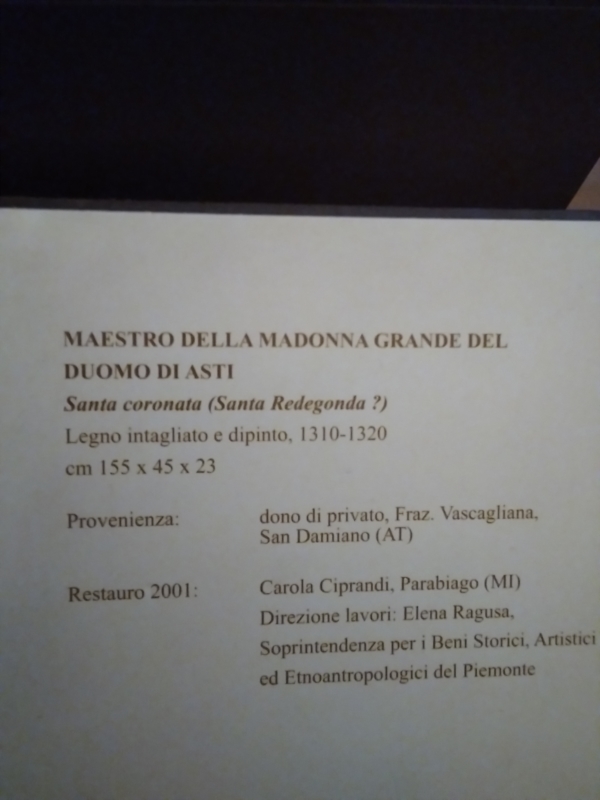 MAESTRO DELLA MADONNA GRANDE DEL
DUOMO DI ASTI
Santa coronata (Santa Redegonda ?)
Legno intagliato e dipinto, 1310-1320
cm 155 x 45 x 23
Provenienza: dono di privato, Fraz. Vascagliana,
San Damiano (AT)
Restauro 2001: Carola Ciprandi, Parabiago (MI)
Direzione lavori: Elena Ragusa,
Soprintendenza per i Beni Storici, Artistici
ed Etnoantropologici del Piemonte